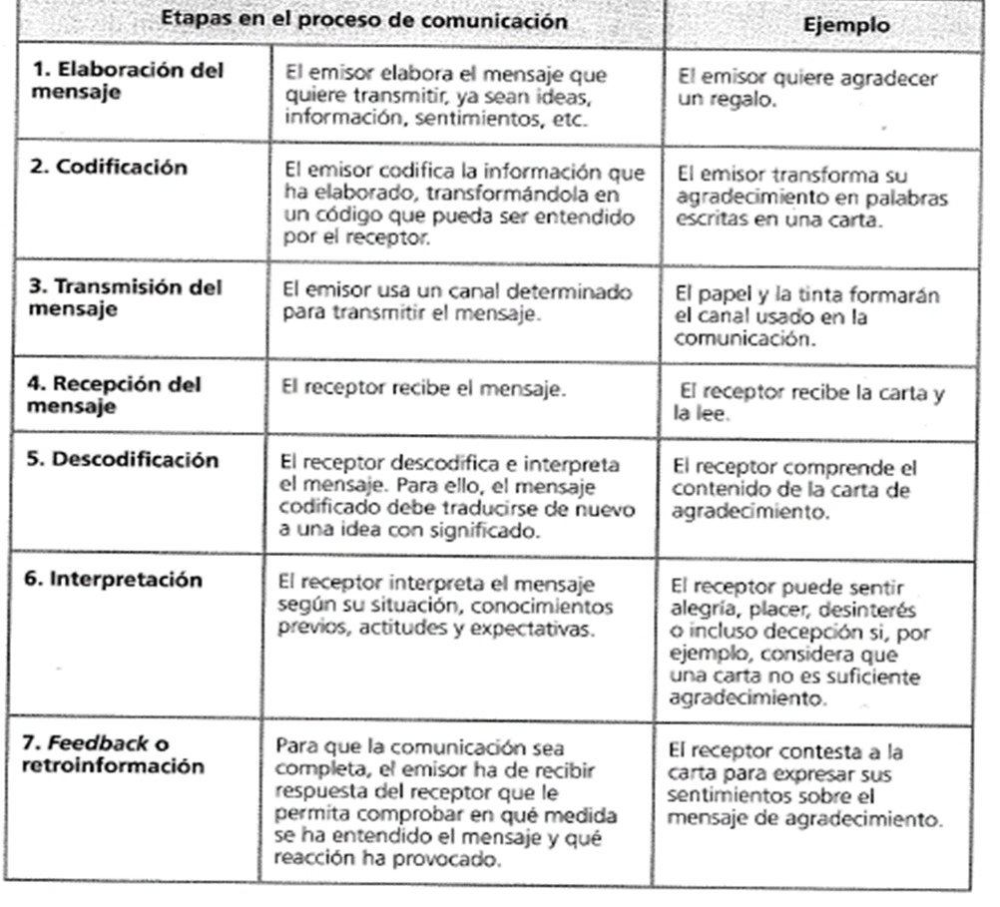 Etapas en el proceso de comunicación
Ejemplo
1. Elaboración del
mensaje
El emisor elabora el mensaje que
quiere transmitir, ya sean ideas,
información, sentimientos, etc.
El emisor quiere agradecer
un regalo.
2. Codificación
El emisor codifica la información que
ha elaborado, transformándola en
un código que pueda ser entendido
por el receptor.
El emisor transforma su
agradecimiento en palabras
escritas en una carta.
3. Transmisión del
mensaje
El emisor usa un canal determinado
para transmitir el mensaje.
El papel y la tinta formarán
el canal usado en la
comunicación.
4. Recepción del
mensaje
El receptor recibe el mensaje.
El receptor recibe la carta y
la lee.
5. Descodificación
El receptor descodifica e interpreta
el mensaje. Para ello, el mensaje
codificado debe traducirse de nuevo
a una idea con significado.
El receptor comprende el
contenido de la carta de
agradecimiento.
6. Interpretación
El receptor interpreta el mensaje
según su situación, conocimientos
previos, actitudes y expectativas.
El receptor puede sentir
alegría, placer, desinterés
o incluso decepción si, por
ejemplo, considera que
una carta no es suficiente
agradecimiento.
7. Feedback o
retroinformación
Para que la comunicación sea
completa, el emisor ha de recibir
respuesta del receptor que le
permita comprobar en qué medida
se ha entendido el mensaje y qué
reacción ha provocado.
El receptor contesta a la
carta para expresar sus
sentimientos sobre el
mensaje de agradecimiento.